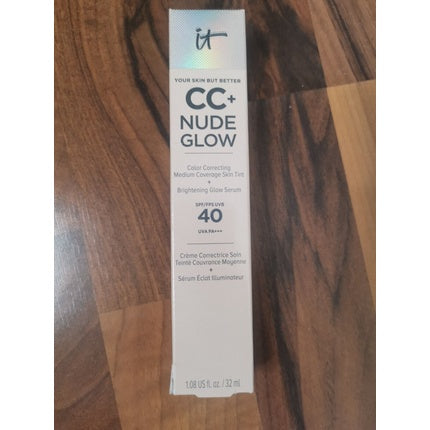 it
YOUR SKIN BUT BETTER
CC+
NUDE
GLOW
Color Correcting
Medium Coverage Skin Tint
+
Brightening Glow Serum
SPF/FPS UVB
40
UVA PA+++
Crème Correctrice Soin
Teinté Couvrance Moyenne
+
Sérum Éclat Illuminateur
1.08 US fl. oz. / 32 ml